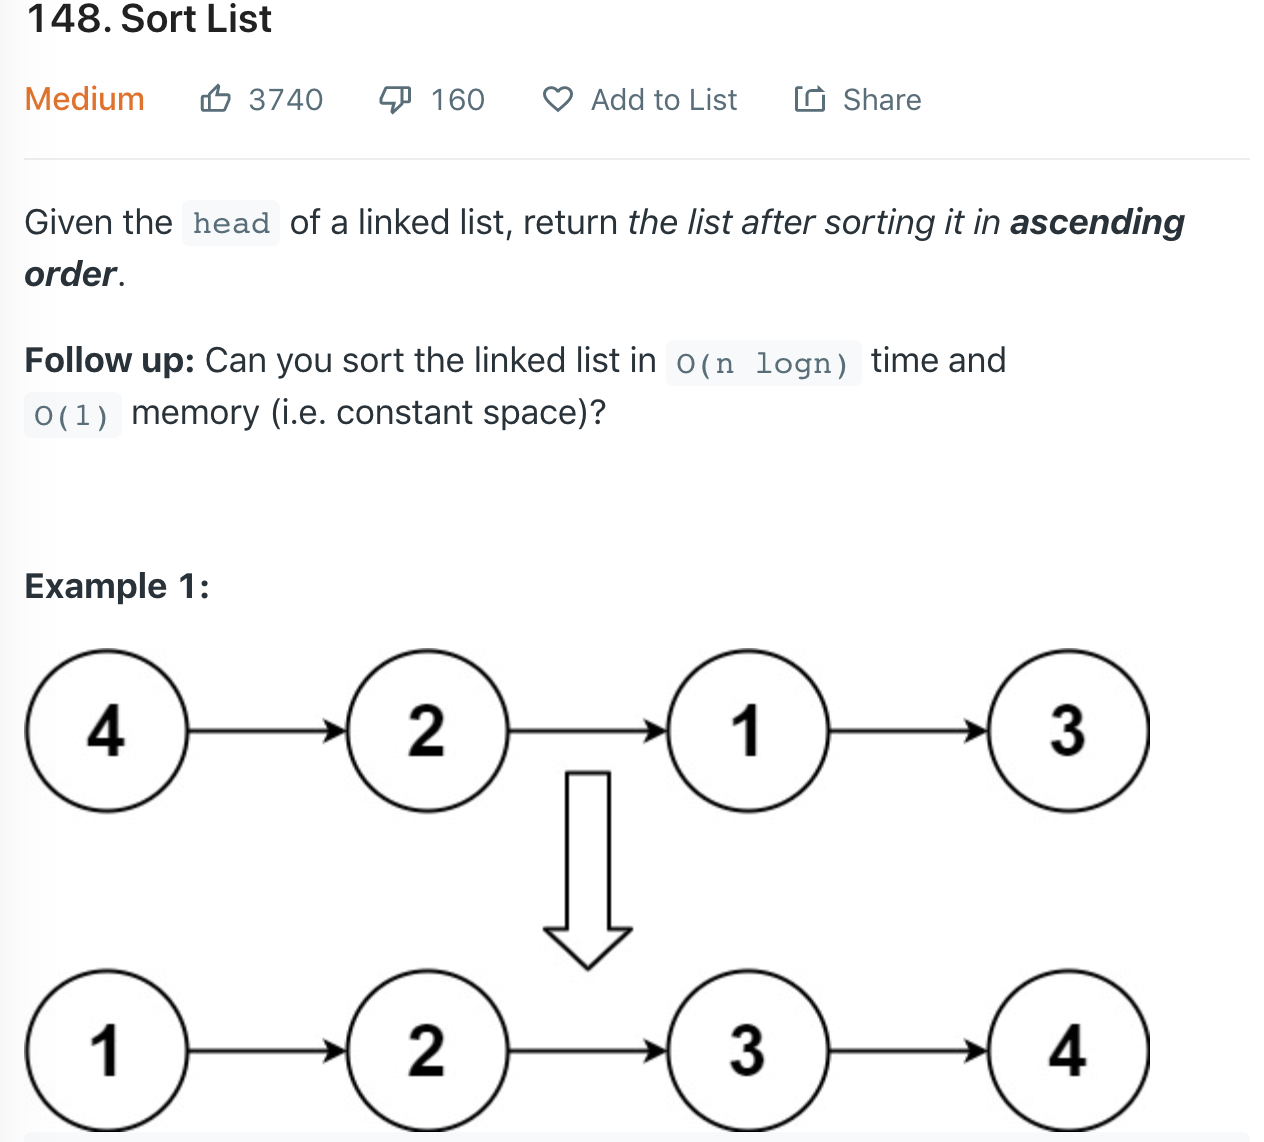 148. Sort List
Medium 3740 160 Add to List Share
Given the head of a linked list, return the list after sorting it in ascending
order.
Follow up: Can you sort the linked list in O(n logn) time and
O(1) memory (i.e. constant space)?
Example 1:
4 2 1 3
1 2 3 4